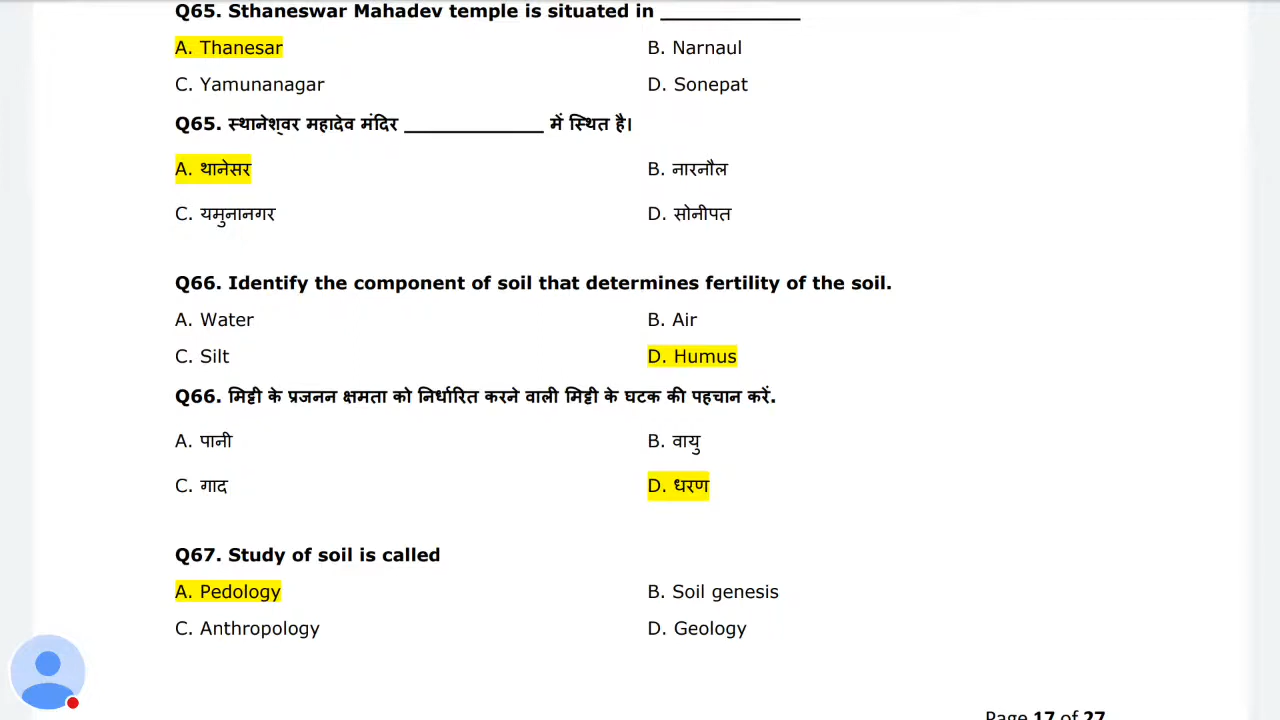 Q65. Sthaneswar Mahadev temple is situated in ______________
A. Thanesar B. Narnaul
C. Yamunanagar D. Sonepat
Q65. स्थानेश्वर महादेव मंदिर ______________ में स्थित है।
A. थानेसर B. नारनौल
C. यमुनानगर D. सोनीपत
Q66. Identify the component of soil that determines fertility of the soil.
A. Water B. Air
C. Silt D. Humus
Q66. मिट्टी के प्रजनन क्षमता को निर्धारित करने वाली मिट्टी के घटक की पहचान करें.
A. पानी B. वायु
C. गाद D. धरण
Q67. Study of soil is called
A. Pedology B. Soil genesis
C. Anthropology D. Geology
Page 17 of 27